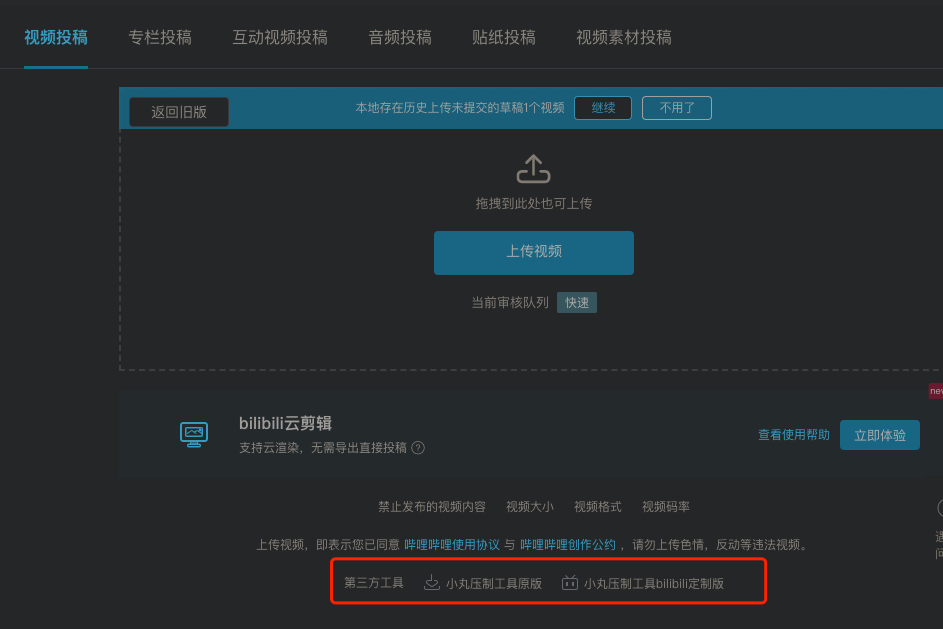 视频投稿 专栏投稿 互动视频投稿 音频投稿 贴纸投稿 视频素材投稿
返回旧版 本地存在历史上传未提交的草稿1个视频 继续 不用了
拖拽到此处也可上传
上传视频
当前审核队列 快速
new
bilibili云剪辑
支持云渲染，无需导出直接投稿 ?
查看使用帮助 立即体验
禁止发布的视频内容 视频大小 视频格式 视频码率
上传视频，即表示您已同意 哔哩哔哩使用协议 与 哔哩哔哩创作公约 ，请勿上传色情，反动等违法视频。
第三方工具 小丸压制工具原版 小丸压制工具bilibili定制版